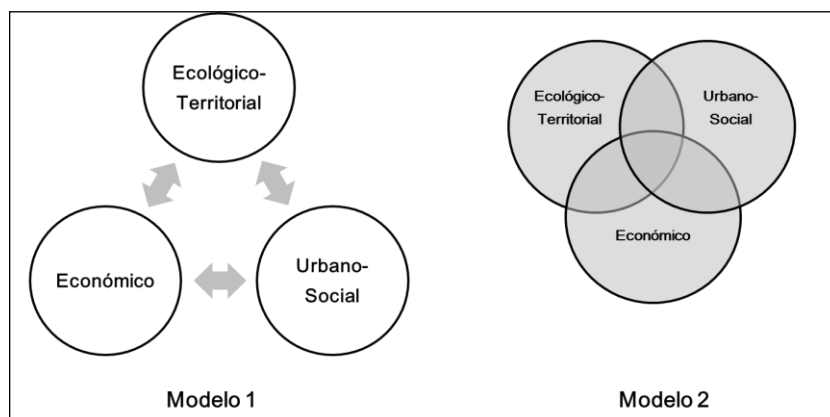 Ecológico-
Territorial
Económico
Urbano-
Social
Modelo 1
Ecológico-
Territorial
Urbano-
Social
Económico
Modelo 2